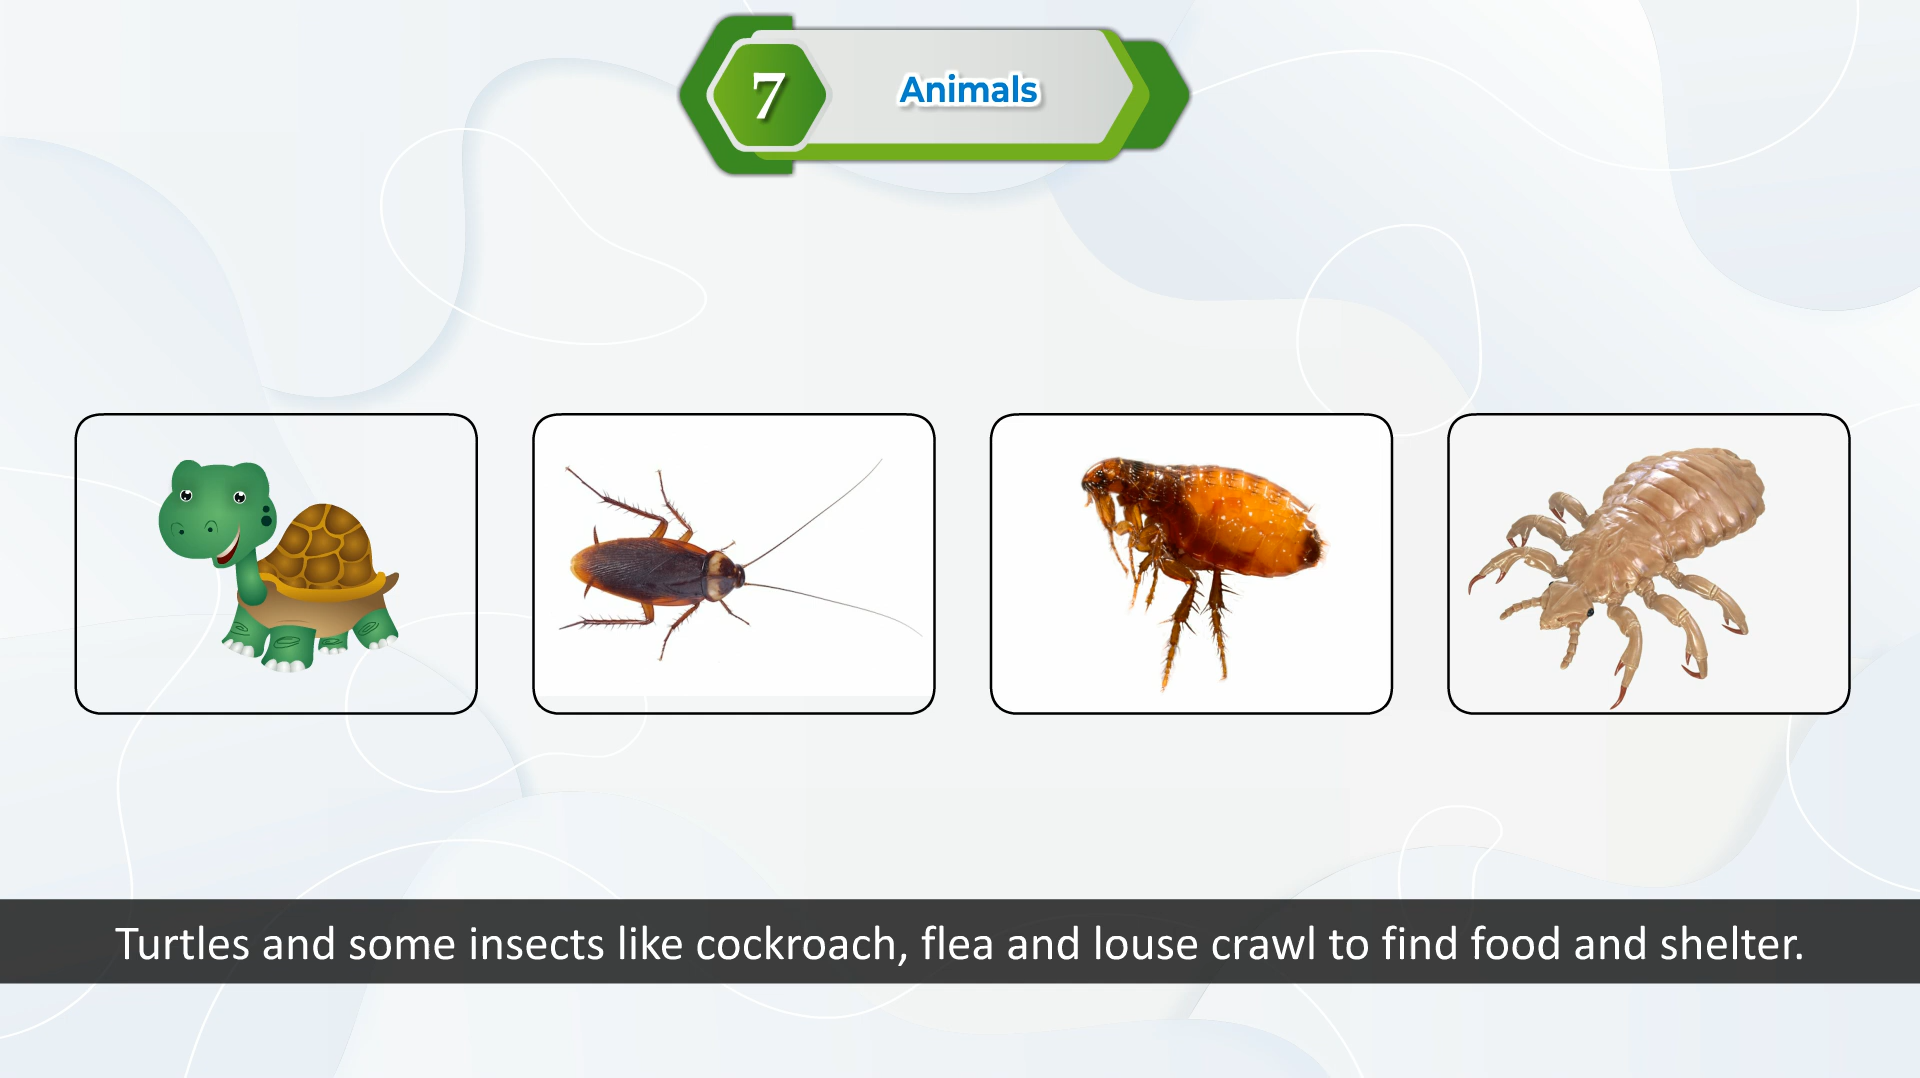 7
Animals
Turtles and some insects like cockroach, flea and louse crawl to find food and shelter.